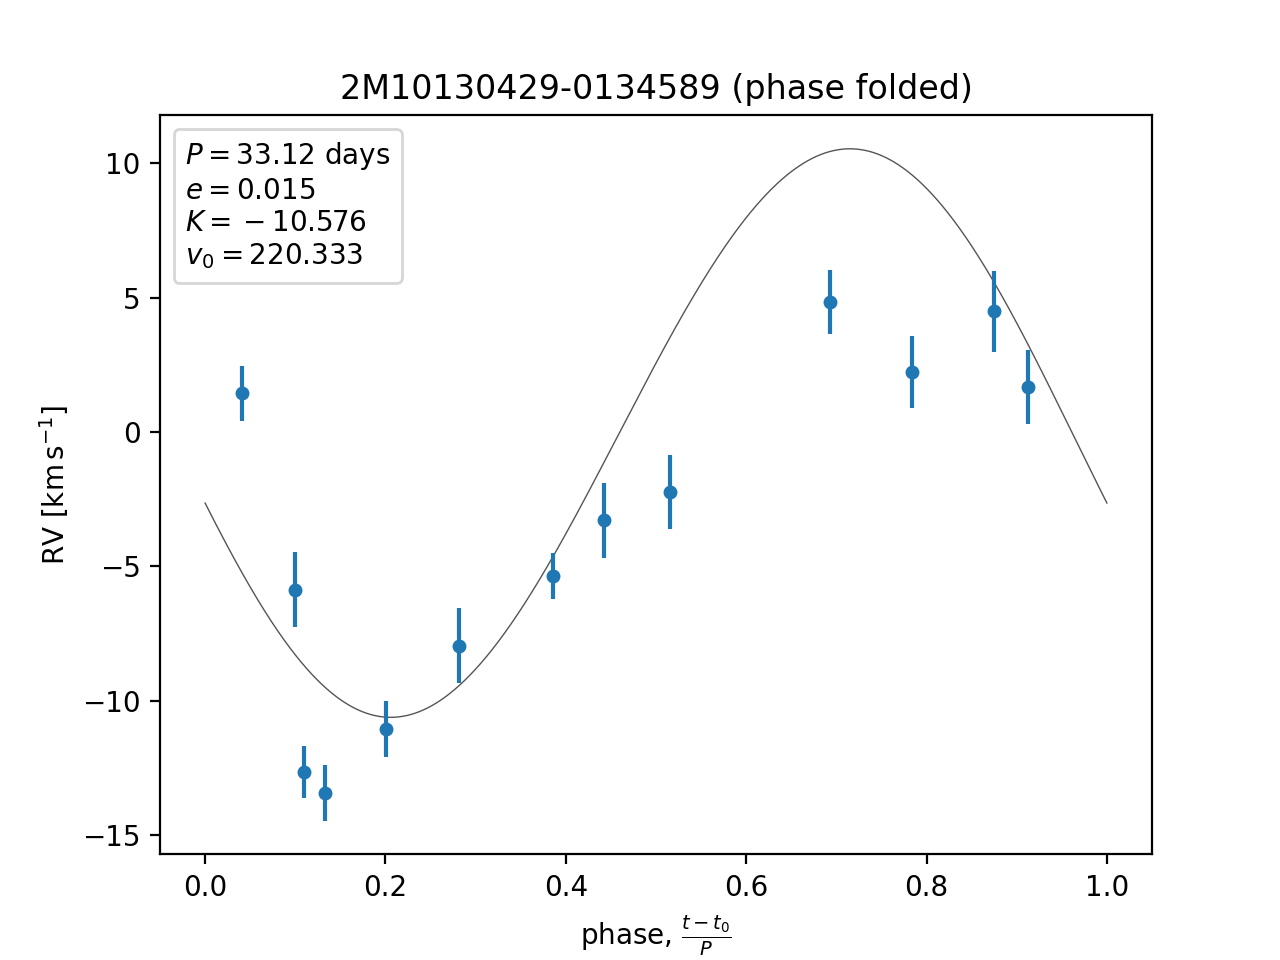 2M10130429-0134589 (phase folded)
P = 33.12 days
e = 0.015
K = −10.576
v₀ = 220.333
10
5
0
−5
−10
−15
RV [km s⁻¹]
0.0 0.2 0.4 0.6 0.8 1.0
phase, (t − t₀)/P